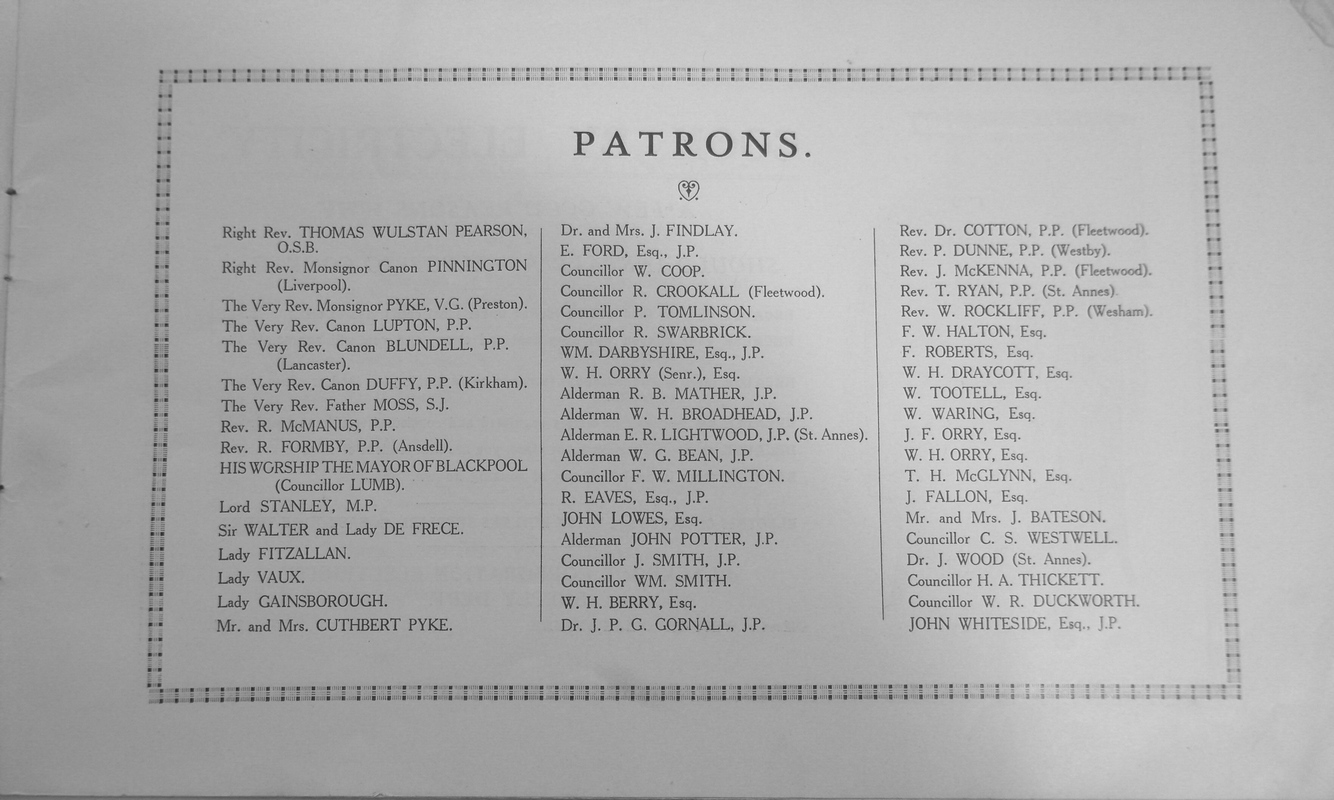 PATRONS.
Right Rev. THOMAS WULSTAN PEARSON,
O.S.B.
Right Rev. Monsignor Canon PINNINGTON
(Liverpool).
The Very Rev. Monsignor PYKE, V.G. (Preston).
The Very Rev. Canon LUPTON, P.P.
The Very Rev. Canon BLUNDELL, P.P.
(Lancaster).
The Very Rev. Canon DUFFY, P.P. (Kirkham).
The Very Rev. Father MOSS, S.J.
Rev. R. McMANUS, P.P.
Rev. R. FORMBY, P.P. (Ansdell).
HIS WORSHIP THE MAYOR OF BLACKPOOL
(Councillor LUMB).
Lord STANLEY, M.P.
Sir WALTER and Lady DE FRECE.
Lady FITZALLAN.
Lady VAUX.
Lady GAINSBOROUGH.
Mr. and Mrs. CUTHBERT PYKE.
Dr. and Mrs. J. FINDLAY.
E. FORD, Esq., J.P.
Councillor W. COOP.
Councillor R. CROOKALL (Fleetwood).
Councillor P. TOMLINSON.
Councillor R. SWARBRICK.
WM. DARBYSHIRE, Esq., J.P.
W. H. ORRY (Senr.), Esq.
Alderman R. B. MATHER, J.P.
Alderman W. H. BROADHEAD, J.P.
Alderman E. R. LIGHTWOOD, J.P. (St. Annes).
Alderman W. G. BEAN, J.P.
Councillor F. W. MILLINGTON.
R. EAVES, Esq., J.P.
JOHN LOWES, Esq.
Alderman JOHN POTTER, J.P.
Councillor J. SMITH, J.P.
Councillor WM. SMITH.
W. H. BERRY, Esq.
Dr. J. P. G. GORNALL, J.P.
Rev. Dr. COTTON, P.P. (Fleetwood).
Rev. P. DUNNE, P.P. (Westby).
Rev. J. McKENNA, P.P. (Fleetwood).
Rev. T. RYAN, P.P. (St. Annes).
Rev. W. ROCKLIFF, P.P. (Wesham).
F. W. HALTON, Esq.
F. ROBERTS, Esq.
W. H. DRAYCOTT, Esq.
W. TOOTELL, Esq.
W. WARING, Esq.
J. F. ORRY, Esq.
W. H. ORRY, Esq.
T. H. McGLYNN, Esq.
J. FALLON, Esq.
Mr. and Mrs. J. BATESON.
Councillor C. S. WESTWELL.
Dr. J. WOOD (St. Annes).
Councillor H. A. THICKETT.
Councillor W. R. DUCKWORTH.
JOHN WHITESIDE, Esq., J.P.